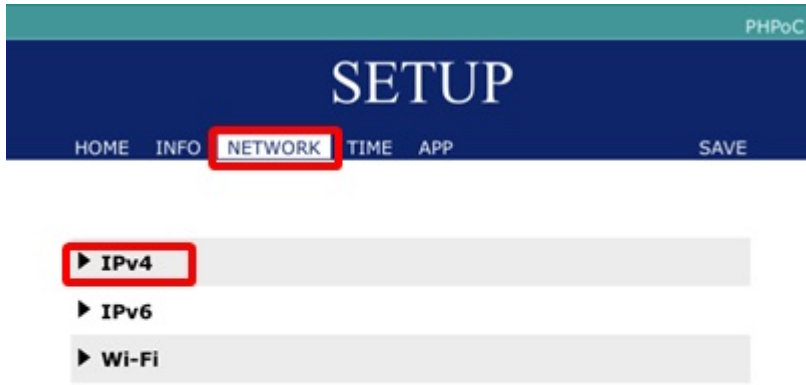 PHPoC
SETUP
HOME INFO NETWORK TIME APP SAVE
IPv4
IPv6
Wi-Fi